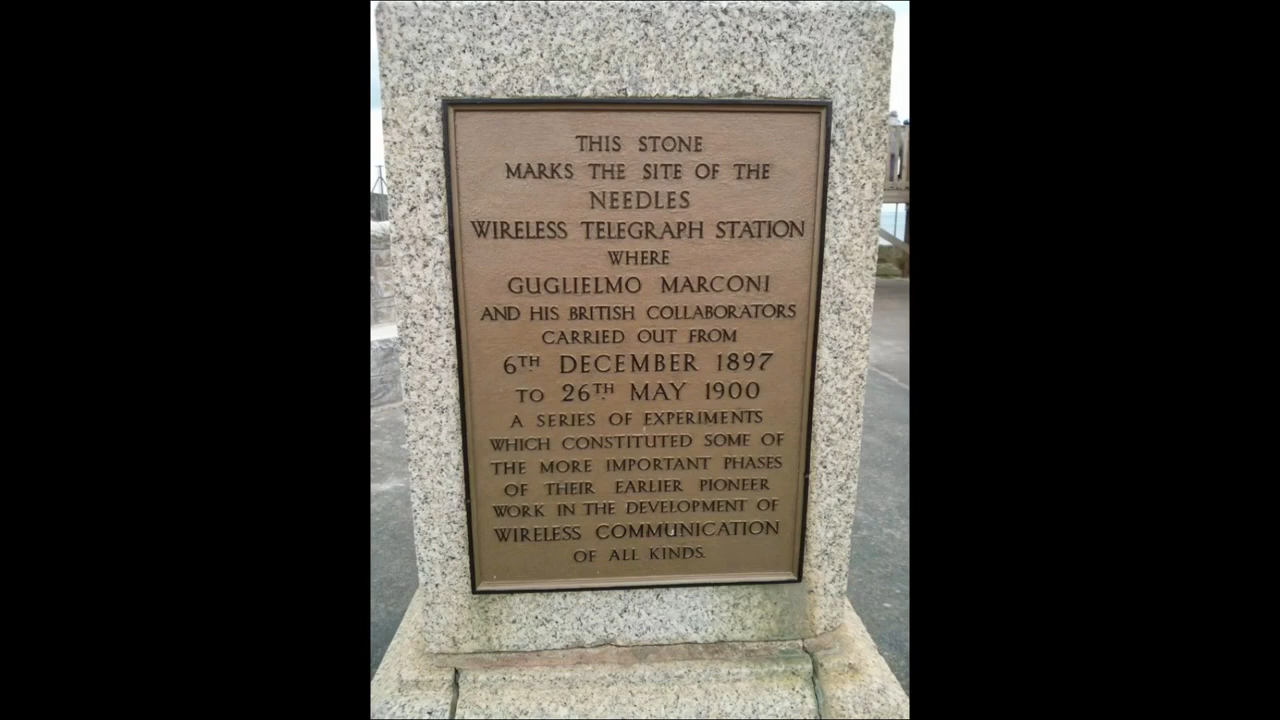 THIS STONE
MARKS THE SITE OF THE
NEEDLES
WIRELESS TELEGRAPH STATION
WHERE
GUGLIELMO MARCONI
AND HIS BRITISH COLLABORATORS
CARRIED OUT FROM
6TH DECEMBER 1897
TO 26TH MAY 1900
A SERIES OF EXPERIMENTS
WHICH CONSTITUTED SOME OF
THE MORE IMPORTANT PHASES
OF THEIR EARLIER PIONEER
WORK IN THE DEVELOPMENT OF
WIRELESS COMMUNICATION
OF ALL KINDS.